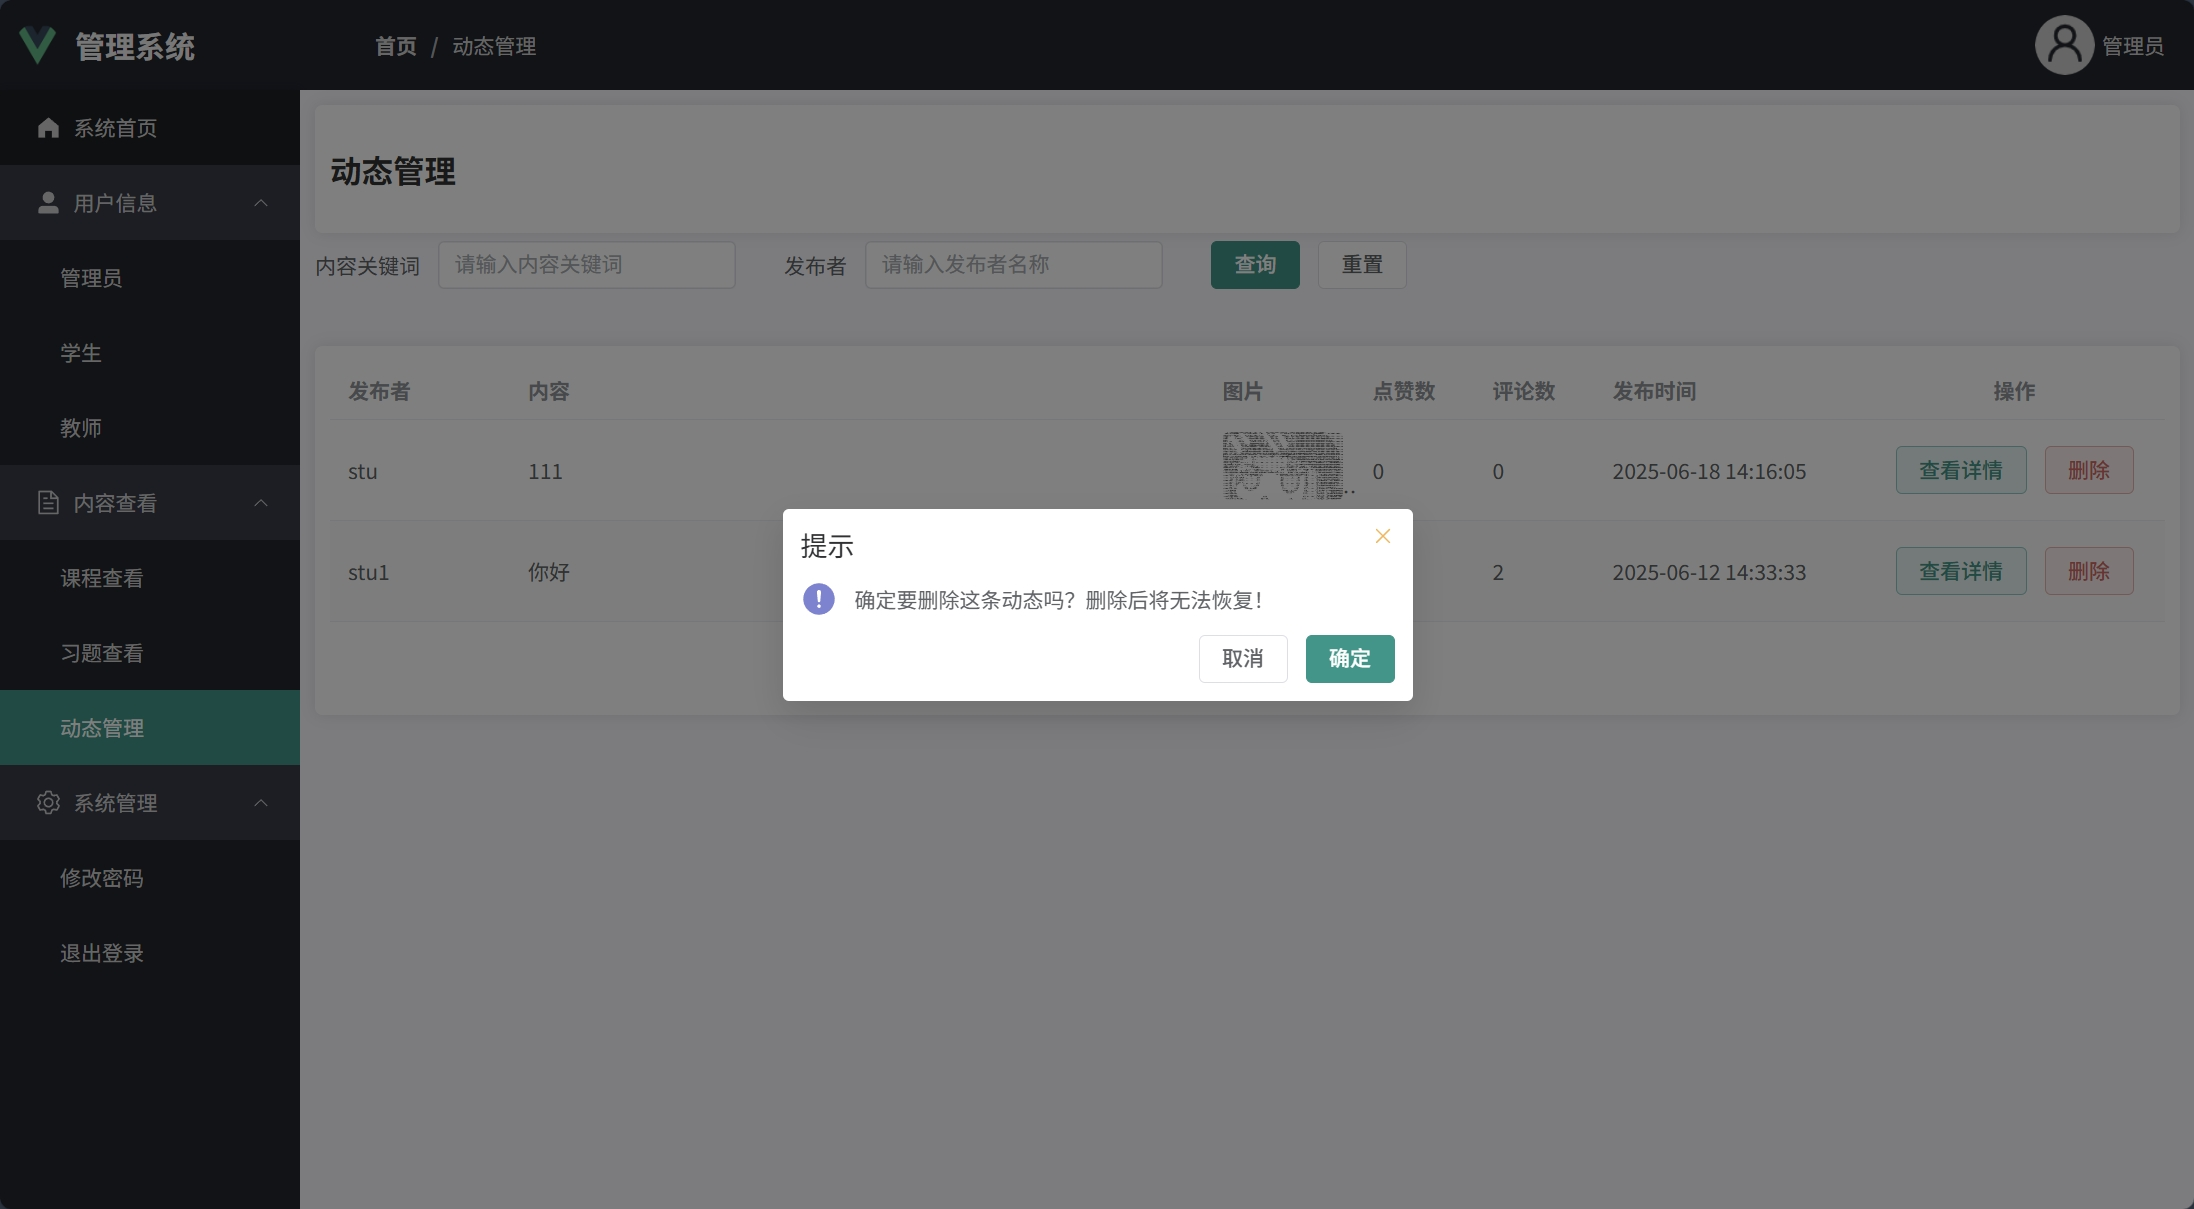 管理系统
首页 / 动态管理
管理员
系统首页
用户信息
管理员
学生
教师
内容查看
课程查看
习题查看
动态管理
系统管理
修改密码
退出登录
动态管理
内容关键词 请输入内容关键词 发布者 请输入发布者名称 查询 重置
发布者 内容 图片 点赞数 评论数 发布时间 操作
stu 111 .. 0 0 2025-06-18 14:16:05 查看详情 删除
stu1 你好 2 2025-06-12 14:33:33 查看详情 删除
提示
确定要删除这条动态吗？删除后将无法恢复！
取消 确定